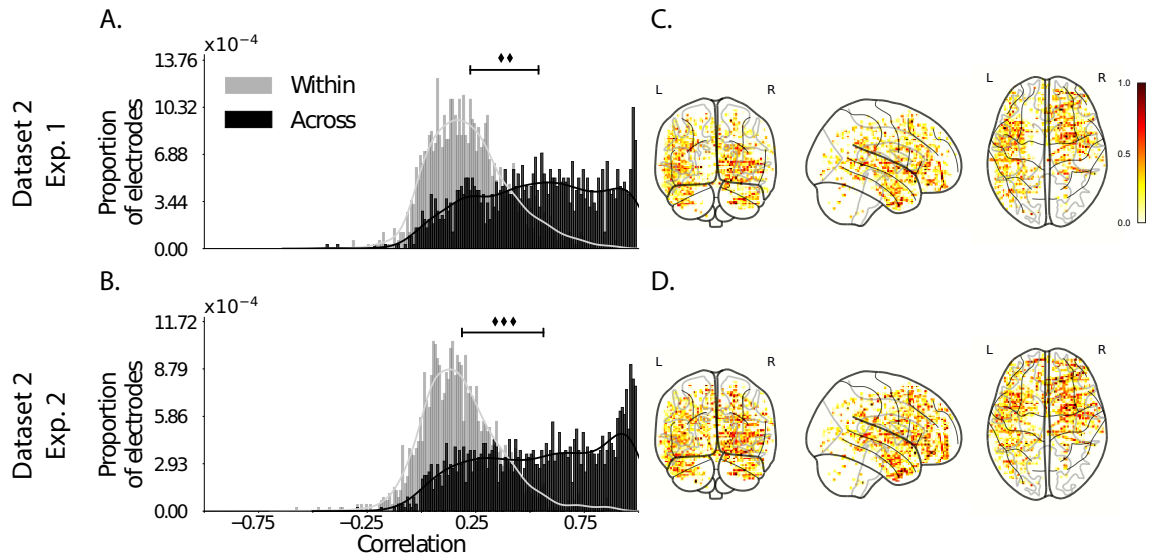 A.
C.
x10⁻⁴
13.76
10.32
6.88
3.44
0.00
Dataset 2
Exp. 1
Proportion
of electrodes
Within
Across
♦♦
L
R
L
R
1.0
0.5
0.0
B.
D.
x10⁻⁴
11.72
8.79
5.86
2.93
0.00
Dataset 2
Exp. 2
Proportion
of electrodes
♦♦♦
L
R
L
R
−0.75
−0.25
0.25
0.75
Correlation